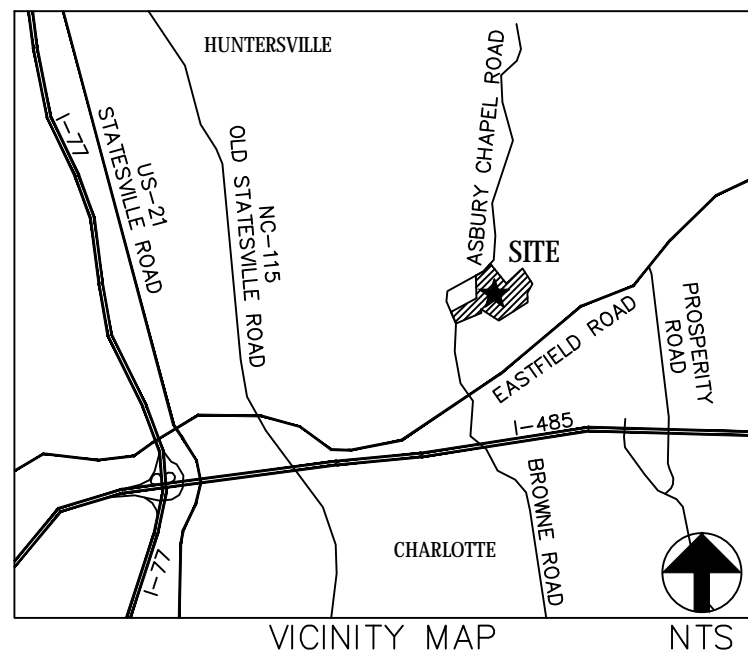 HUNTERSVILLE
I-77
US-21
STATESVILLE ROAD
NC-115
OLD STATESVILLE ROAD
ASBURY CHAPEL ROAD
SITE
EASTFIELD ROAD
PROSPERITY
ROAD
I-485
BROWNE ROAD
CHARLOTTE
I-77
VICINITY MAP
NTS